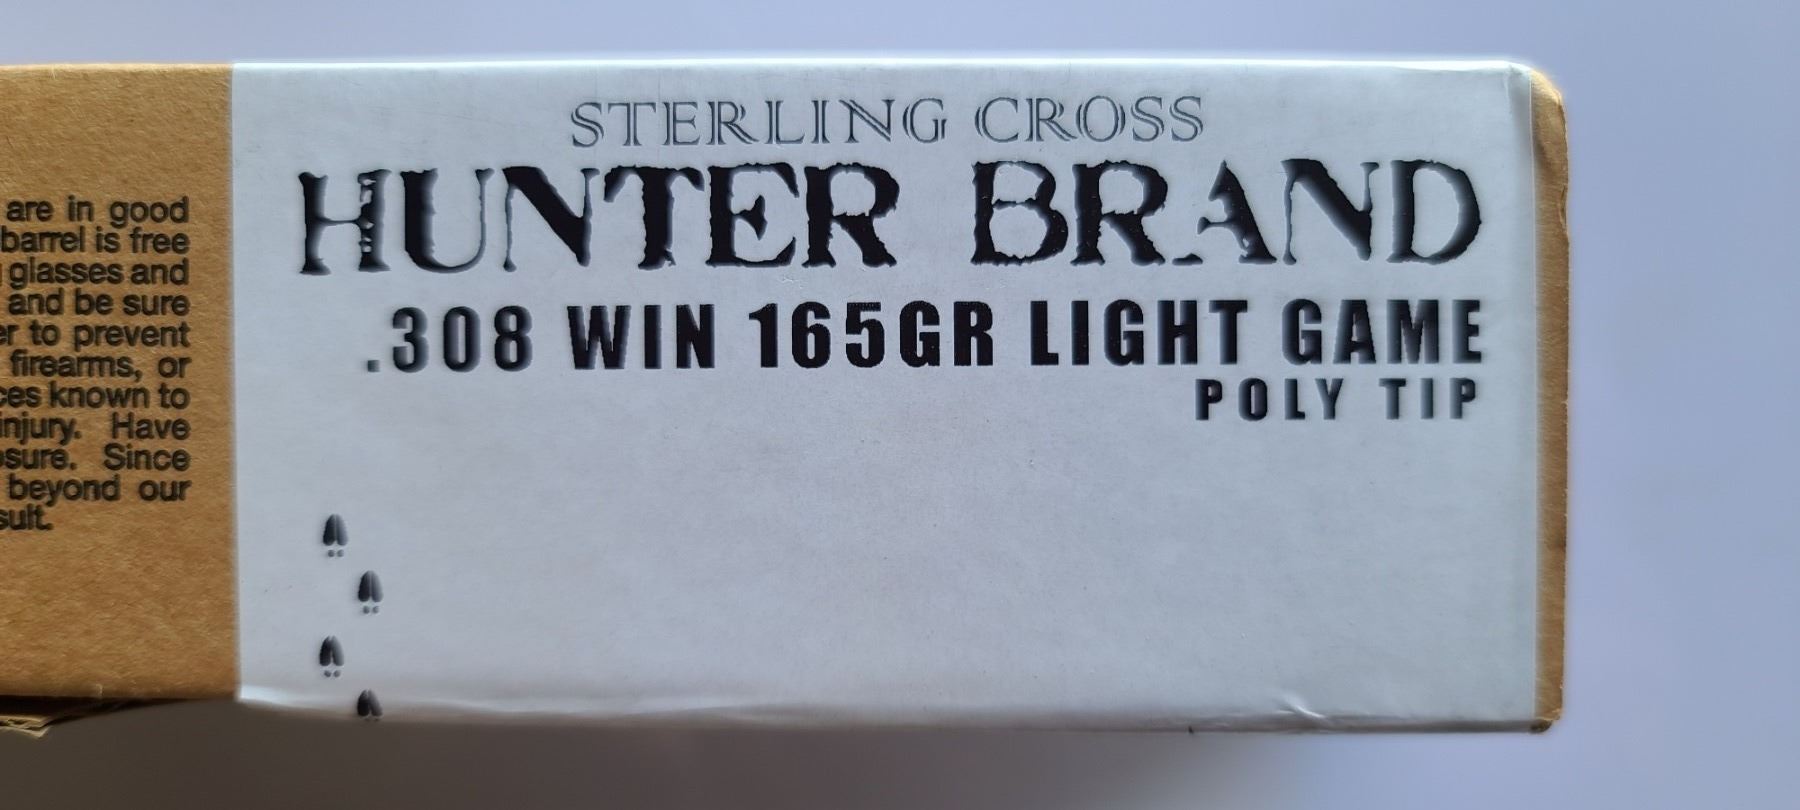 are in good
barrel is free
glasses and
and be sure
to prevent
firearms, or
known to
injury. Have
Since
beyond our
STERLING CROSS
HUNTER BRAND
.308 WIN 165GR LIGHT GAME
POLY TIP